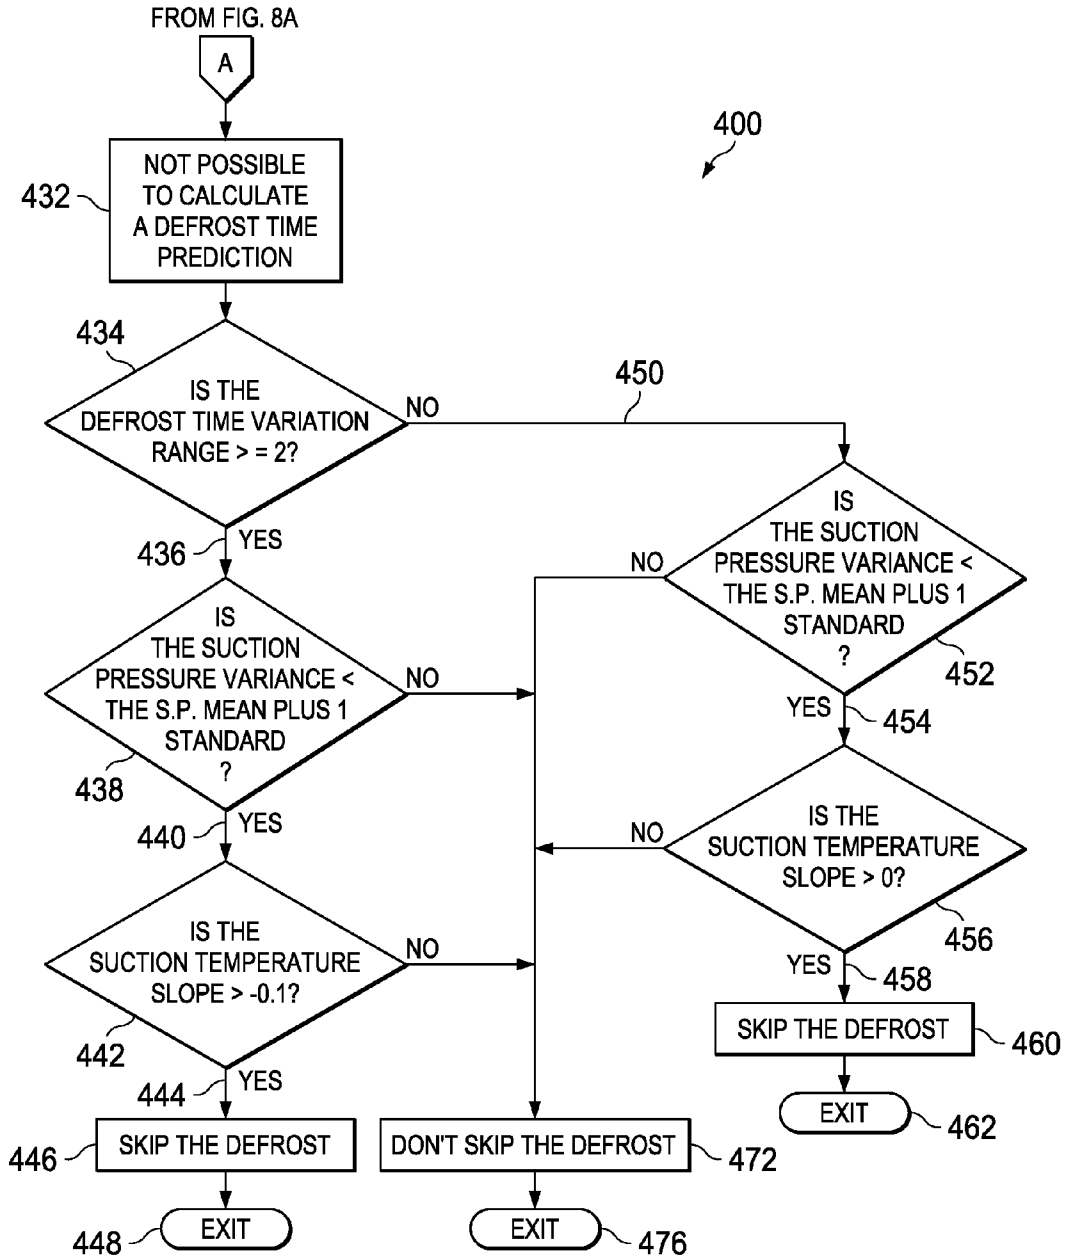 FROM FIG. 8A
A
400
NOT POSSIBLE
TO CALCULATE
A DEFROST TIME
PREDICTION
432
434
IS THE
DEFROST TIME VARIATION
RANGE > = 2?
NO
450
YES
436
IS
THE SUCTION
PRESSURE VARIANCE <
THE S.P. MEAN PLUS 1
STANDARD
?
NO
452
YES
454
IS
THE SUCTION
PRESSURE VARIANCE <
THE S.P. MEAN PLUS 1
STANDARD
?
NO
438
YES
440
IS THE
SUCTION TEMPERATURE
SLOPE > 0?
NO
456
YES
458
IS THE
SUCTION TEMPERATURE
SLOPE > -0.1?
NO
442
YES
444
SKIP THE DEFROST
460
EXIT
462
SKIP THE DEFROST
446
DON'T SKIP THE DEFROST
472
EXIT
448
EXIT
476